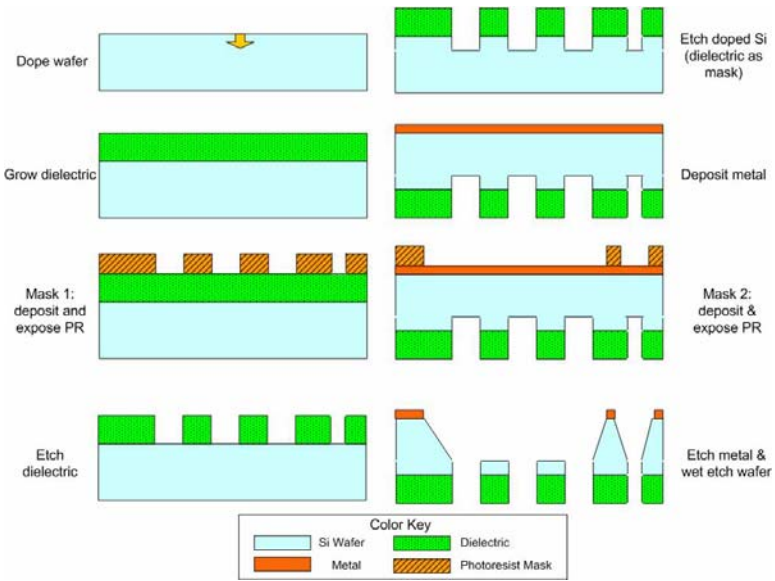 Dope wafer
Grow dielectric
Mask 1:
deposit and
expose PR
Etch
dielectric
Etch doped Si
(dielectric as
mask)
Deposit metal
Mask 2:
deposit &
expose PR
Etch metal &
wet etch wafer
Color Key
Si Wafer
Dielectric
Metal
Photoresist Mask